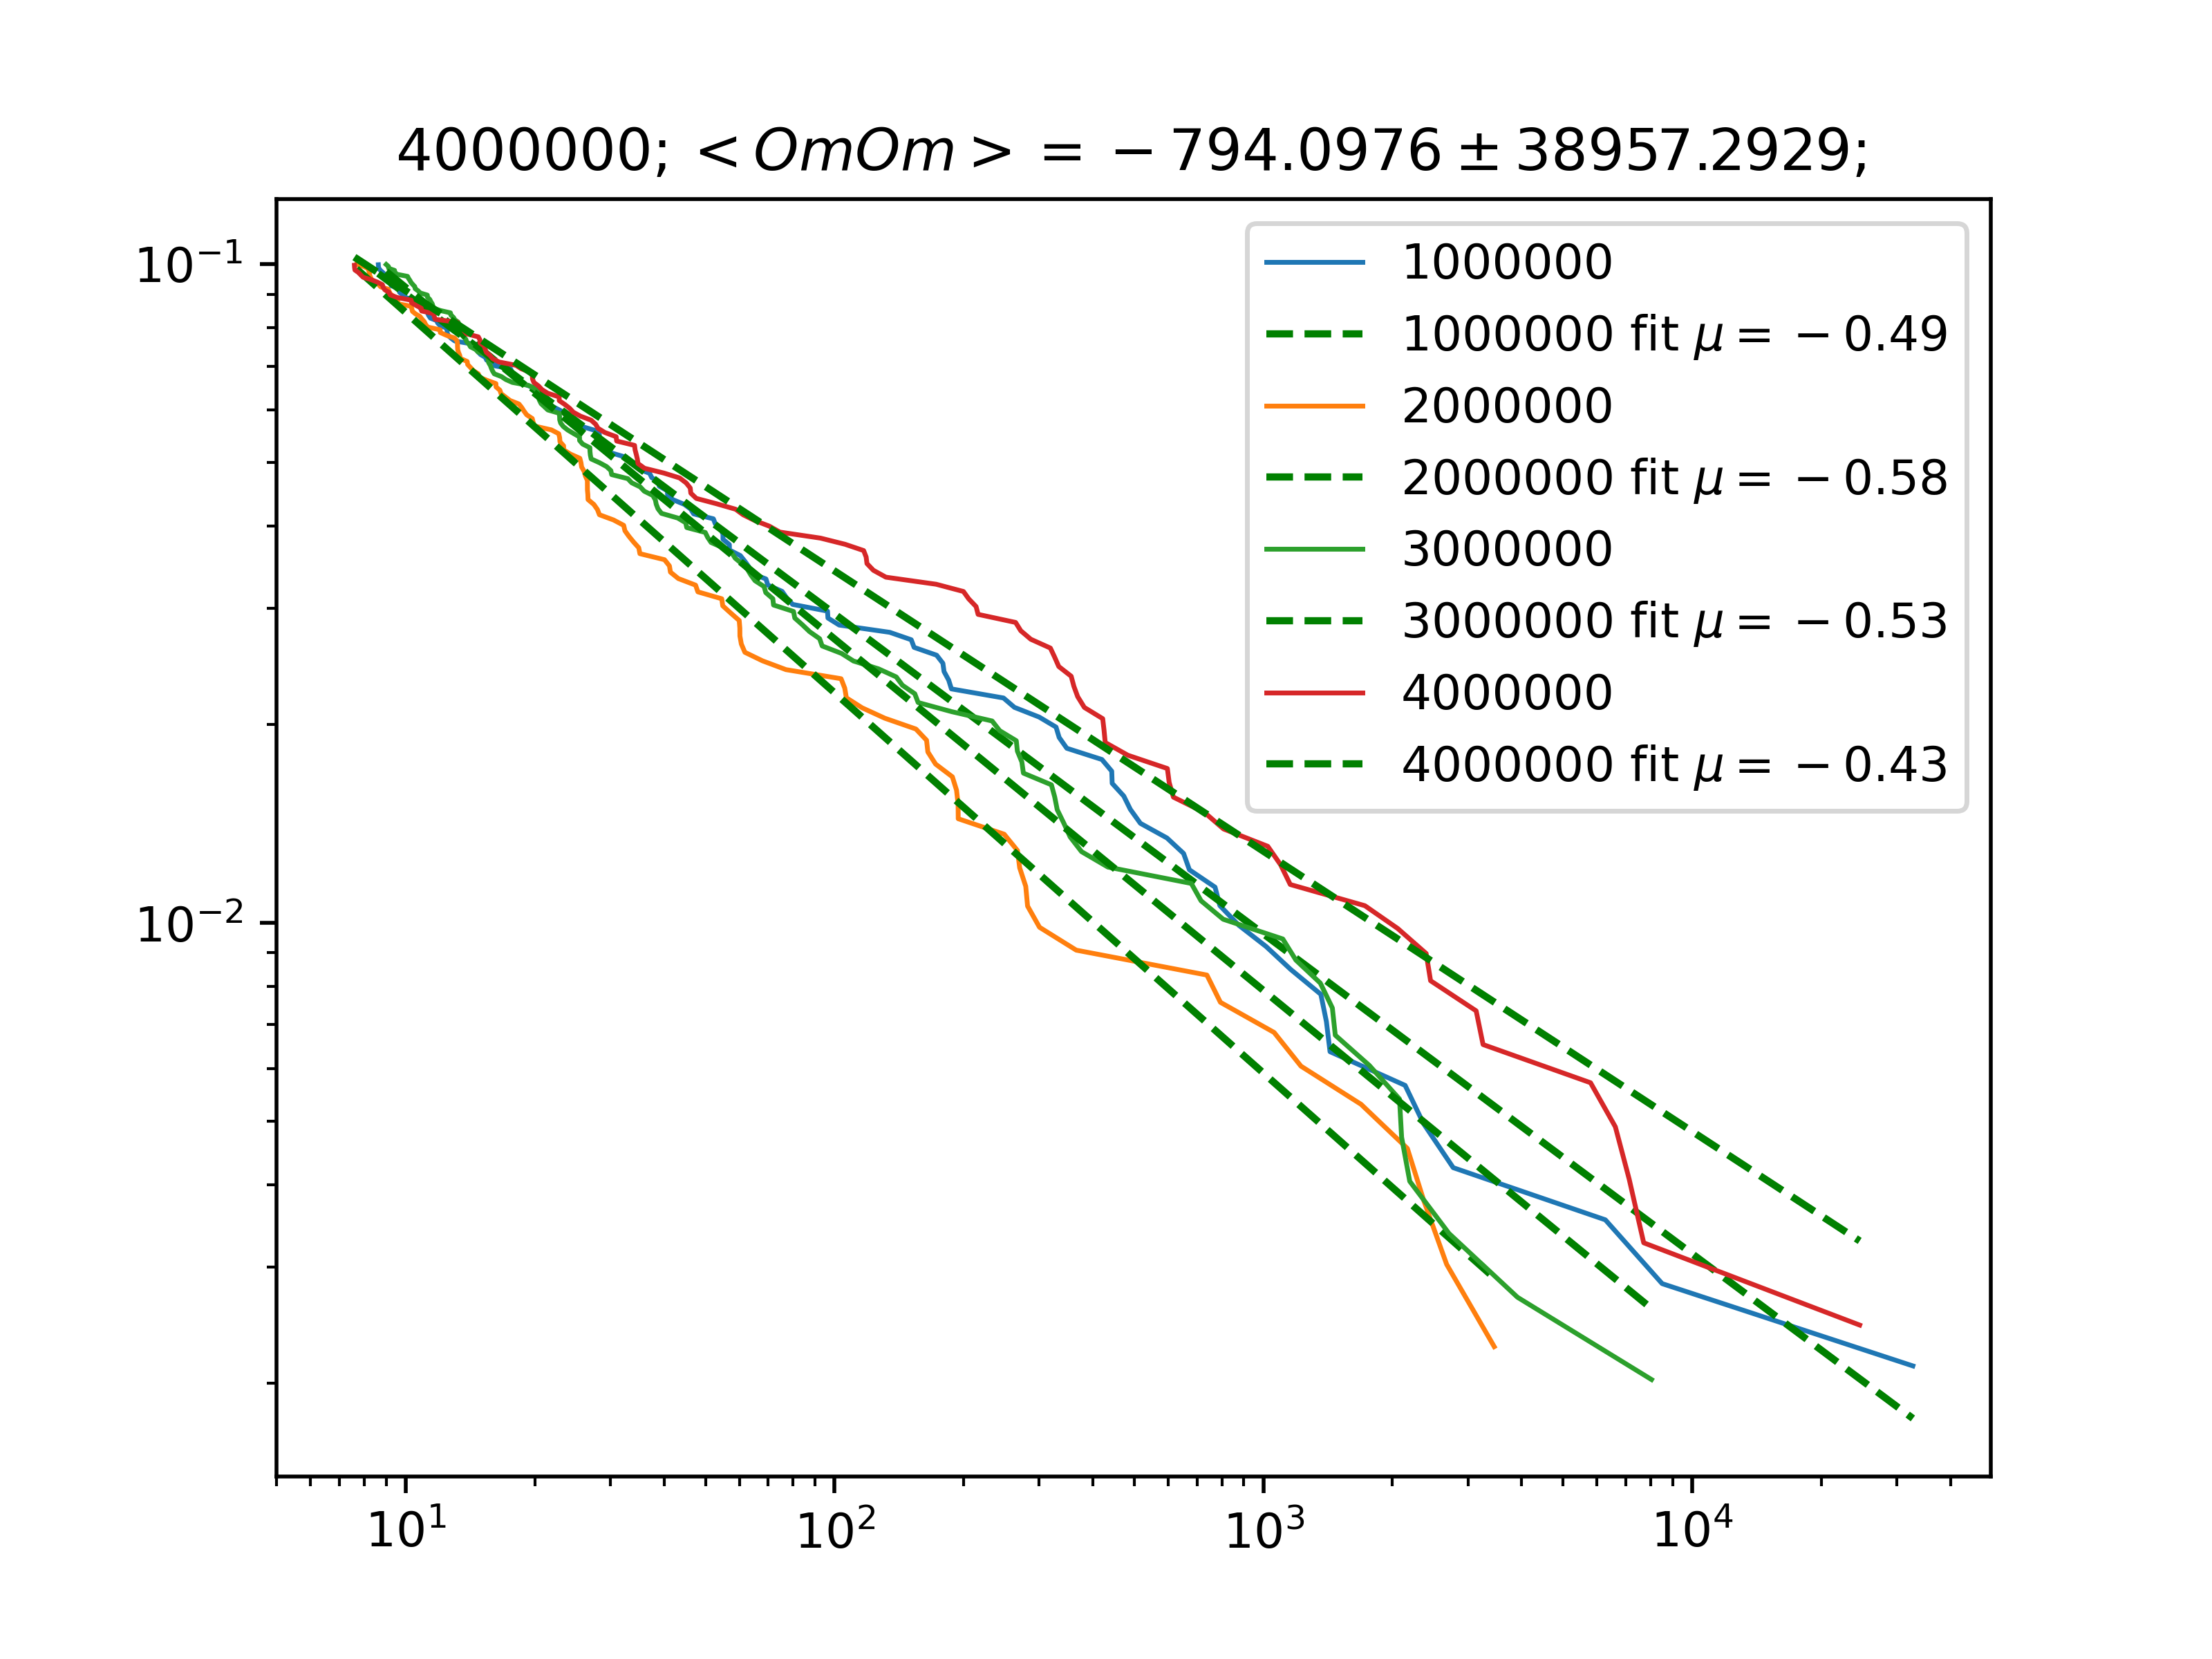 4000000; < OmOm > = − 794.0976 ± 38957.2929;
10⁻¹
10⁻²
10¹
10²
10³
10⁴
1000000
1000000 fit μ = − 0.49
2000000
2000000 fit μ = − 0.58
3000000
3000000 fit μ = − 0.53
4000000
4000000 fit μ = − 0.43